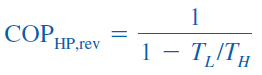 COP_HP,rev = 1 / (1 − T_L/T_H)